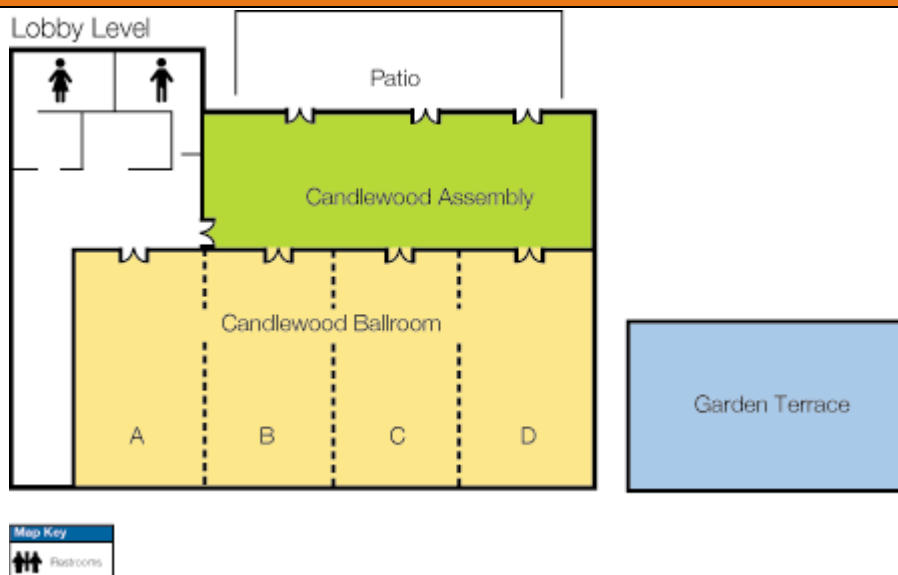 Lobby Level
Patio
Candlewood Assembly
Candlewood Ballroom
Garden Terrace
A B C D
Map Key
Restrooms